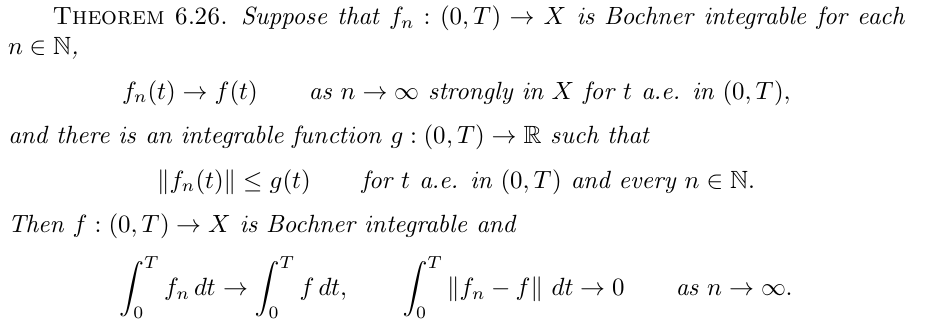 THEOREM 6.26. Suppose that fₙ : (0, T) → X is Bochner integrable for each
n ∈ ℕ,
fₙ(t) → f(t) as n → ∞ strongly in X for t a.e. in (0, T),
and there is an integrable function g : (0, T) → ℝ such that
‖fₙ(t)‖ ≤ g(t) for t a.e. in (0, T) and every n ∈ ℕ.
Then f : (0, T) → X is Bochner integrable and
∫₀ᵀ fₙ dt → ∫₀ᵀ f dt, ∫₀ᵀ ‖fₙ − f‖ dt → 0 as n → ∞.